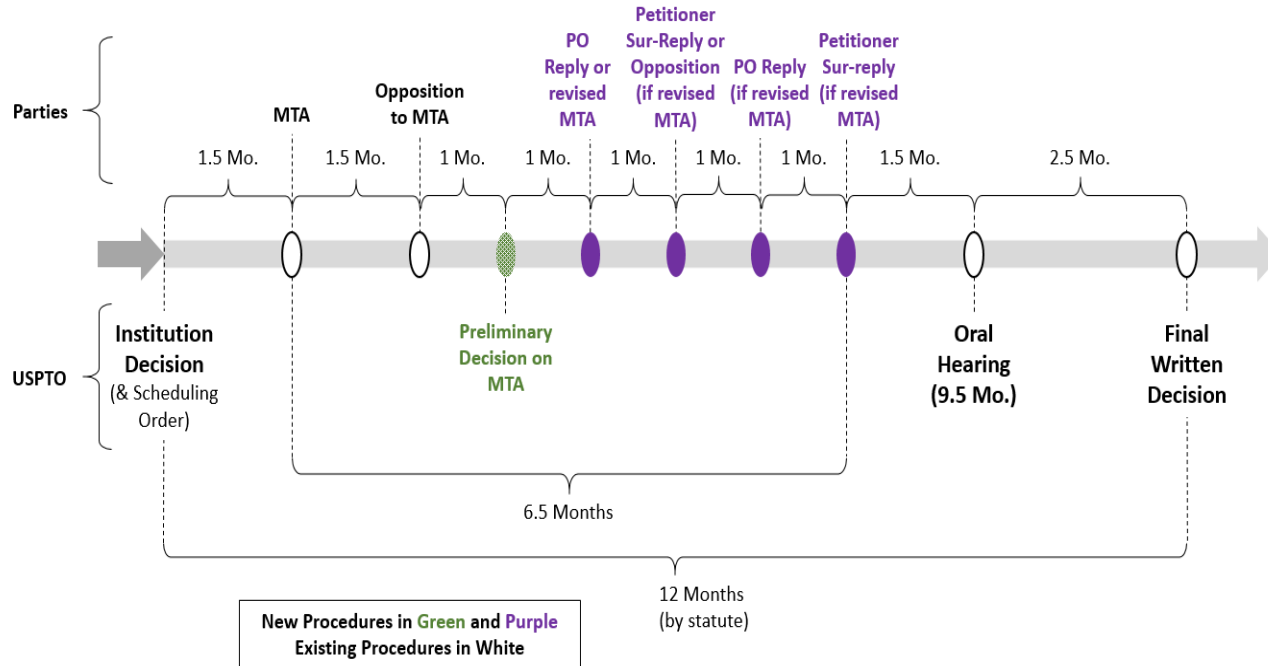 Parties
MTA
Opposition
to MTA
PO
Reply or
revised
MTA
Petitioner
Sur-Reply or
Opposition
(if revised
MTA)
PO Reply
(if revised
MTA)
Petitioner
Sur-reply
(if revised
MTA)
1.5 Mo.
1.5 Mo.
1 Mo.
1 Mo.
1 Mo.
1 Mo.
1 Mo.
1.5 Mo.
2.5 Mo.
USPTO
Institution
Decision
(& Scheduling
Order)
Preliminary
Decision on
MTA
Oral
Hearing
(9.5 Mo.)
Final
Written
Decision
6.5 Months
12 Months
(by statute)
New Procedures in Green and Purple
Existing Procedures in White